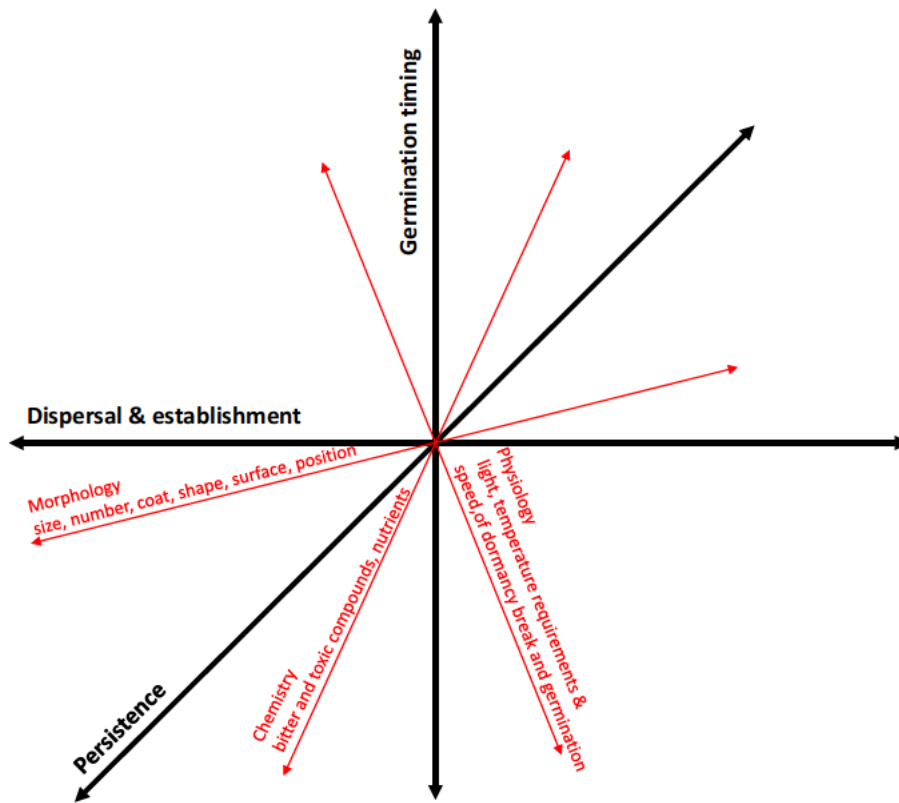 Germination timing
Dispersal & establishment
Morphology
size, number, coat, shape, surface, position
Persistence
Chemistry
bitter and toxic compounds, nutrients
Physiology
light, temperature requirements &
speed,of dormancy break and germination